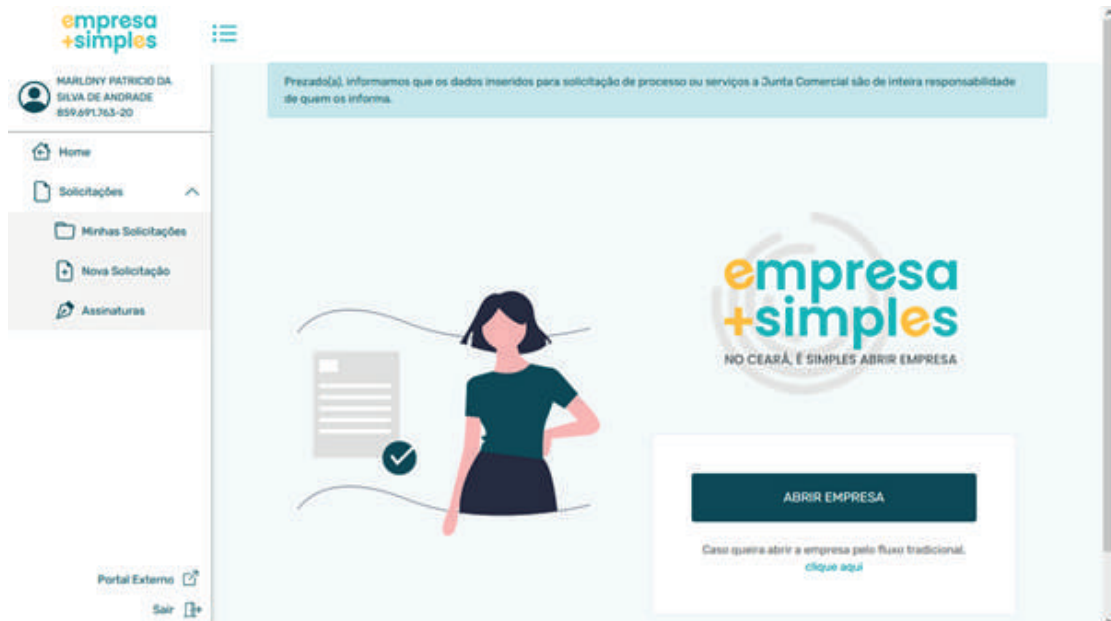 empresa
+simples
MARLONY PATRICIO DA
SILVA DE ANDRADE
859.691.763-20
Home
Solicitações
Minhas Solicitações
Nova Solicitação
Assinaturas
Portal Externo
Sair
Prezado(a), informamos que os dados inseridos para solicitação de processo ou serviços a Junta Comercial são de inteira responsabilidade
de quem os informa.
empresa
+simples
NO CEARÁ, É SIMPLES ABRIR EMPRESA
ABRIR EMPRESA
Caso queira abrir a empresa pelo fluxo tradicional,
clique aqui